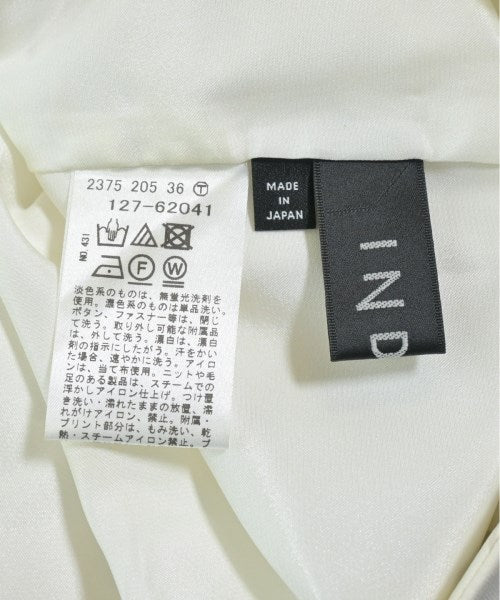 2375 205 36 Ⓣ
127-62041
NO.431
F W
淡色系のものは、無蛍光洗剤を
使用。濃色系のものは単品洗い。
ボタン、ファスナー等は、閉じ
て洗う。取り外し可能な附属品
は、外して洗う。漂白は、漂白
剤の指示にしたがう。汗をかい
た場合、速やかに洗う。アイロ
ンは、当て布使用。ニットや毛
足のある製品は、スチームでの
浮かしアイロン仕上げ。つけ置
き洗い・濡れたままの放置、濡
れがけアイロン、禁止。附属・
プリント部分は、もみ洗い、乾
熱・スチームアイロン禁止。プ
MADE
IN
JAPAN
IND